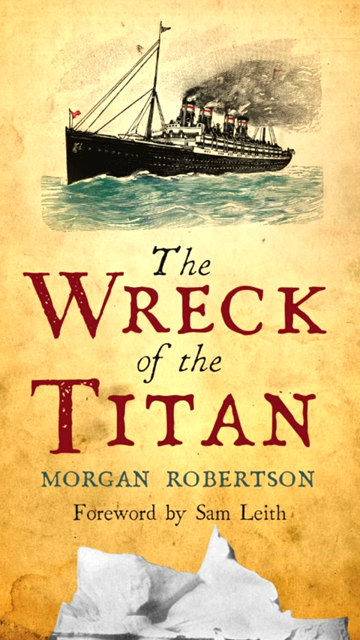 The
WRECK
of the
TITAN
MORGAN ROBERTSON
Foreword by Sam Leith